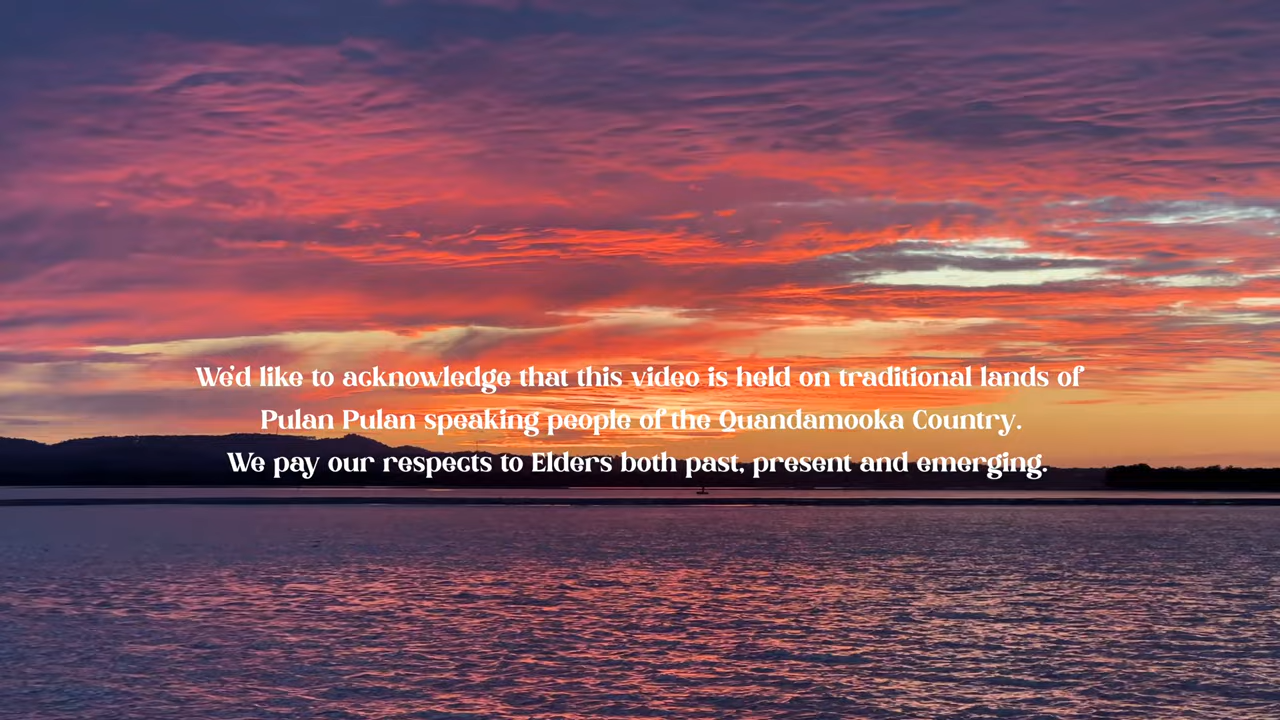 We'd like to acknowledge that this video is held on traditional lands of
Pulan Pulan speaking people of the Quandamooka Country.
We pay our respects to Elders both past, present and emerging.